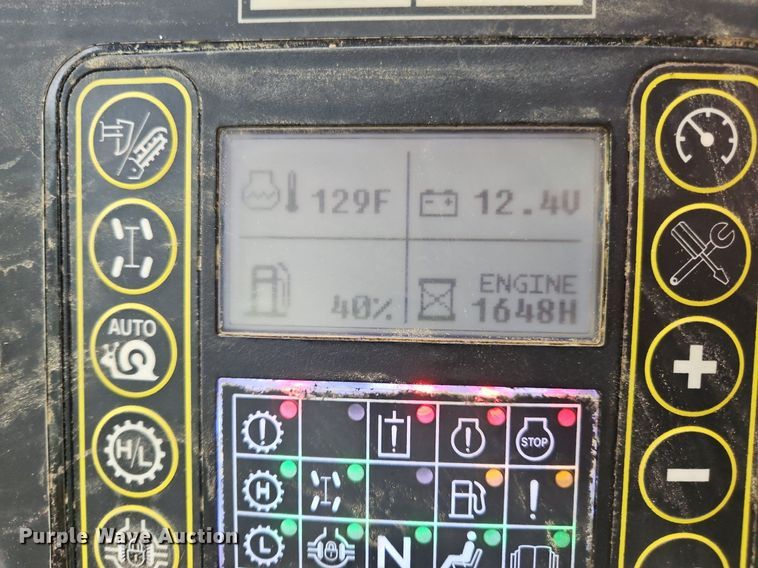 129F
12.4V
ENGINE
40%
1648H
AUTO
H/L
STOP
H
L
N
Purple Wave Auction